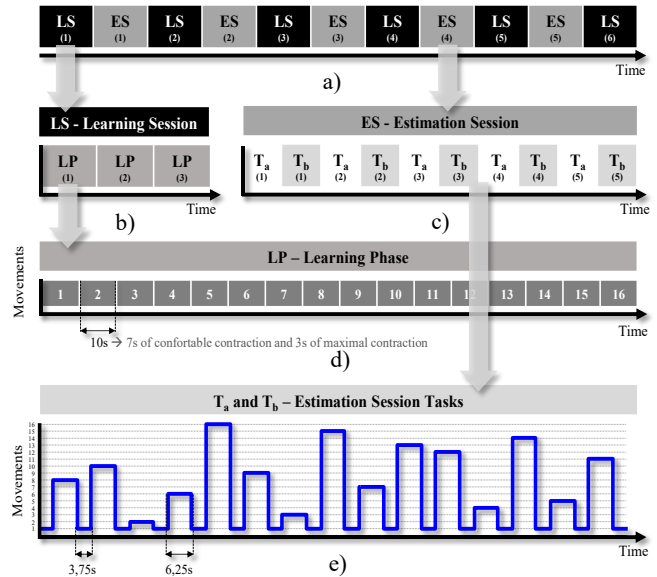 LS ES LS ES LS ES LS ES LS ES LS
(1) (1) (2) (2) (3) (3) (4) (4) (5) (5) (6)
Time
a)
LS - Learning Session
LP LP LP
(1) (2) (3)
Time
b)
ES - Estimation Session
Ta Tb Ta Tb Ta Tb Ta Tb Ta Tb
(1) (1) (2) (2) (3) (3) (4) (4) (5) (5)
Time
c)
LP – Learning Phase
Movements
1 2 3 4 5 6 7 8 9 10 11 12 13 14 15 16
Time
10s → 7s of confortable contraction and 3s of maximal contraction
d)
Ta and Tb – Estimation Session Tasks
Movements
16
15
14
13
12
11
10
9
8
7
6
5
4
3
2
1
Time
3,75s 6,25s
e)